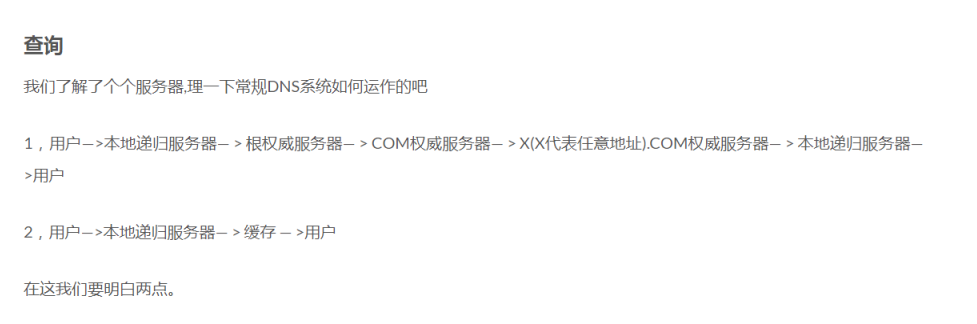 查询
我们了解了个个服务器,理一下常规DNS系统如何运作的吧
1，用户—>本地递归服务器— > 根权威服务器— > COM权威服务器— > X(X代表任意地址).COM权威服务器— > 本地递归服务器—
>用户
2，用户—>本地递归服务器— > 缓存 — >用户
在这我们要明白两点。